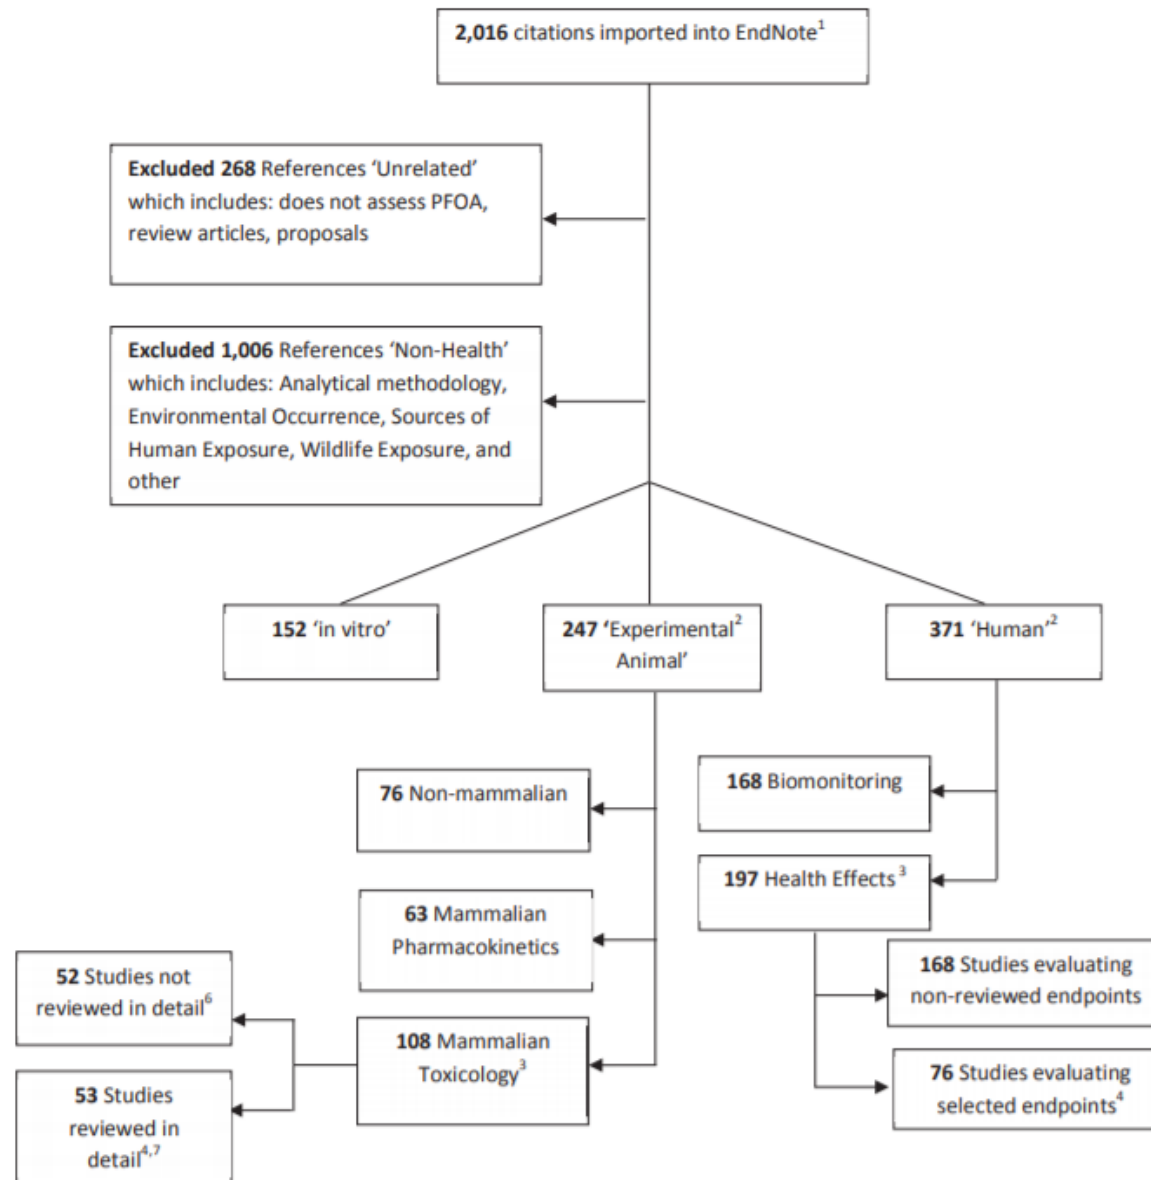 2,016 citations imported into EndNote1
Excluded 268 References ‘Unrelated’
which includes: does not assess PFOA,
review articles, proposals
Excluded 1,006 References ‘Non-Health’
which includes: Analytical methodology,
Environmental Occurrence, Sources of
Human Exposure, Wildlife Exposure, and
other
152 ‘in vitro’
247 ‘Experimental2
Animal’
371 ‘Human’2
76 Non-mammalian
63 Mammalian
Pharmacokinetics
108 Mammalian
Toxicology3
52 Studies not
reviewed in detail6
53 Studies
reviewed in
detail4,7
168 Biomonitoring
197 Health Effects 3
168 Studies evaluating
non-reviewed endpoints
76 Studies evaluating
selected endpoints4